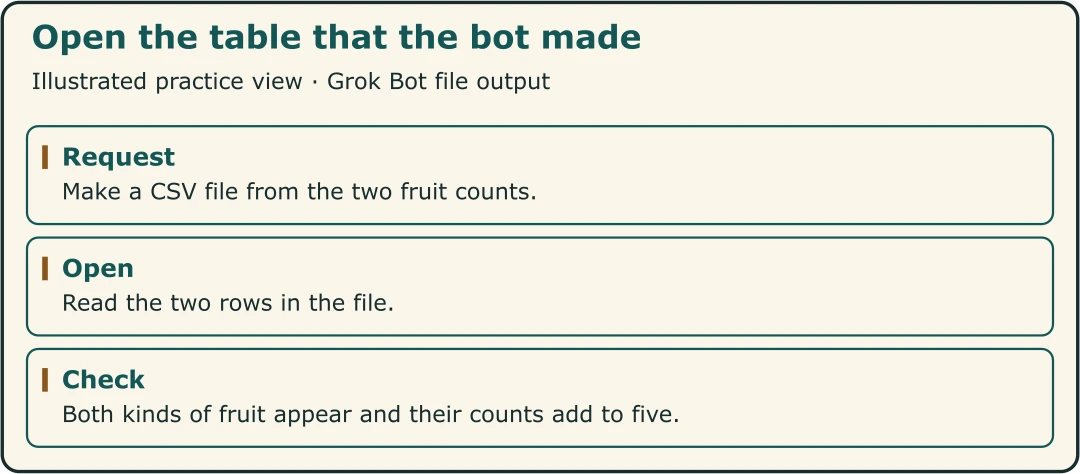 Open the table that the bot made
Illustrated practice view · Grok Bot file output
Request
Make a CSV file from the two fruit counts.
Open
Read the two rows in the file.
Check
Both kinds of fruit appear and their counts add to five.